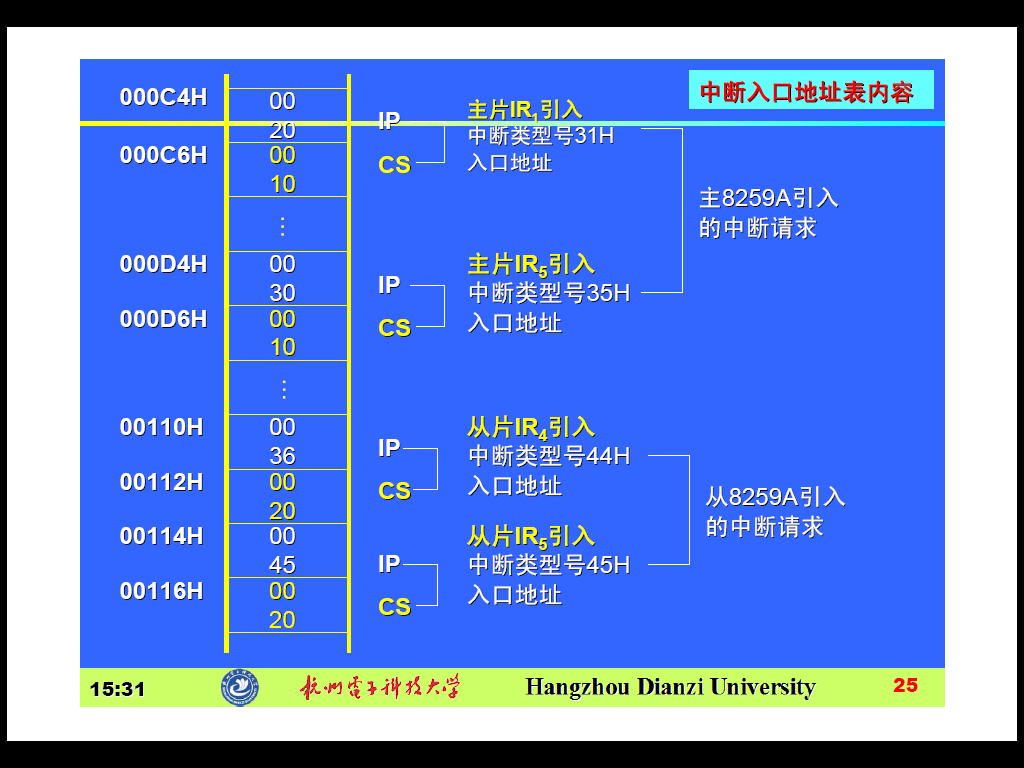 中断入口地址表内容
000C4H
00
20
IP
主片IR1引入
中断类型号31H
000C6H
00
10
CS
入口地址
主8259A引入
的中断请求
⋮
000D4H
00
30
IP
主片IR5引入
中断类型号35H
000D6H
00
10
CS
入口地址
⋮
00110H
00
36
IP
从片IR4引入
中断类型号44H
00112H
00
20
CS
入口地址
从8259A引入
的中断请求
00114H
00
45
IP
从片IR5引入
中断类型号45H
00116H
00
20
CS
入口地址
15:31
杭州电子科技大学
Hangzhou Dianzi University
25